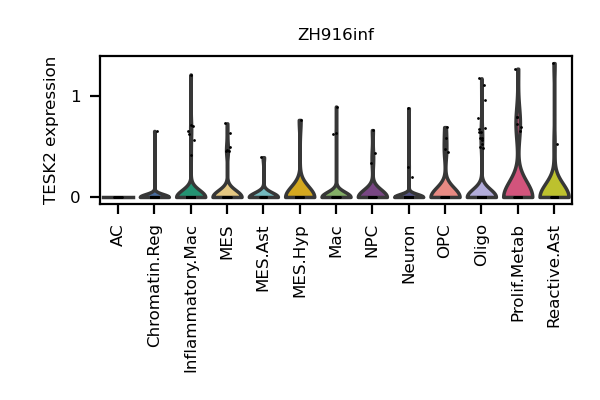 ZH916inf
TESK2 expression
1
0
AC
Chromatin.Reg
Inflammatory.Mac
MES
MES.Ast
MES.Hyp
Mac
NPC
Neuron
OPC
Oligo
Prolif.Metab
Reactive.Ast